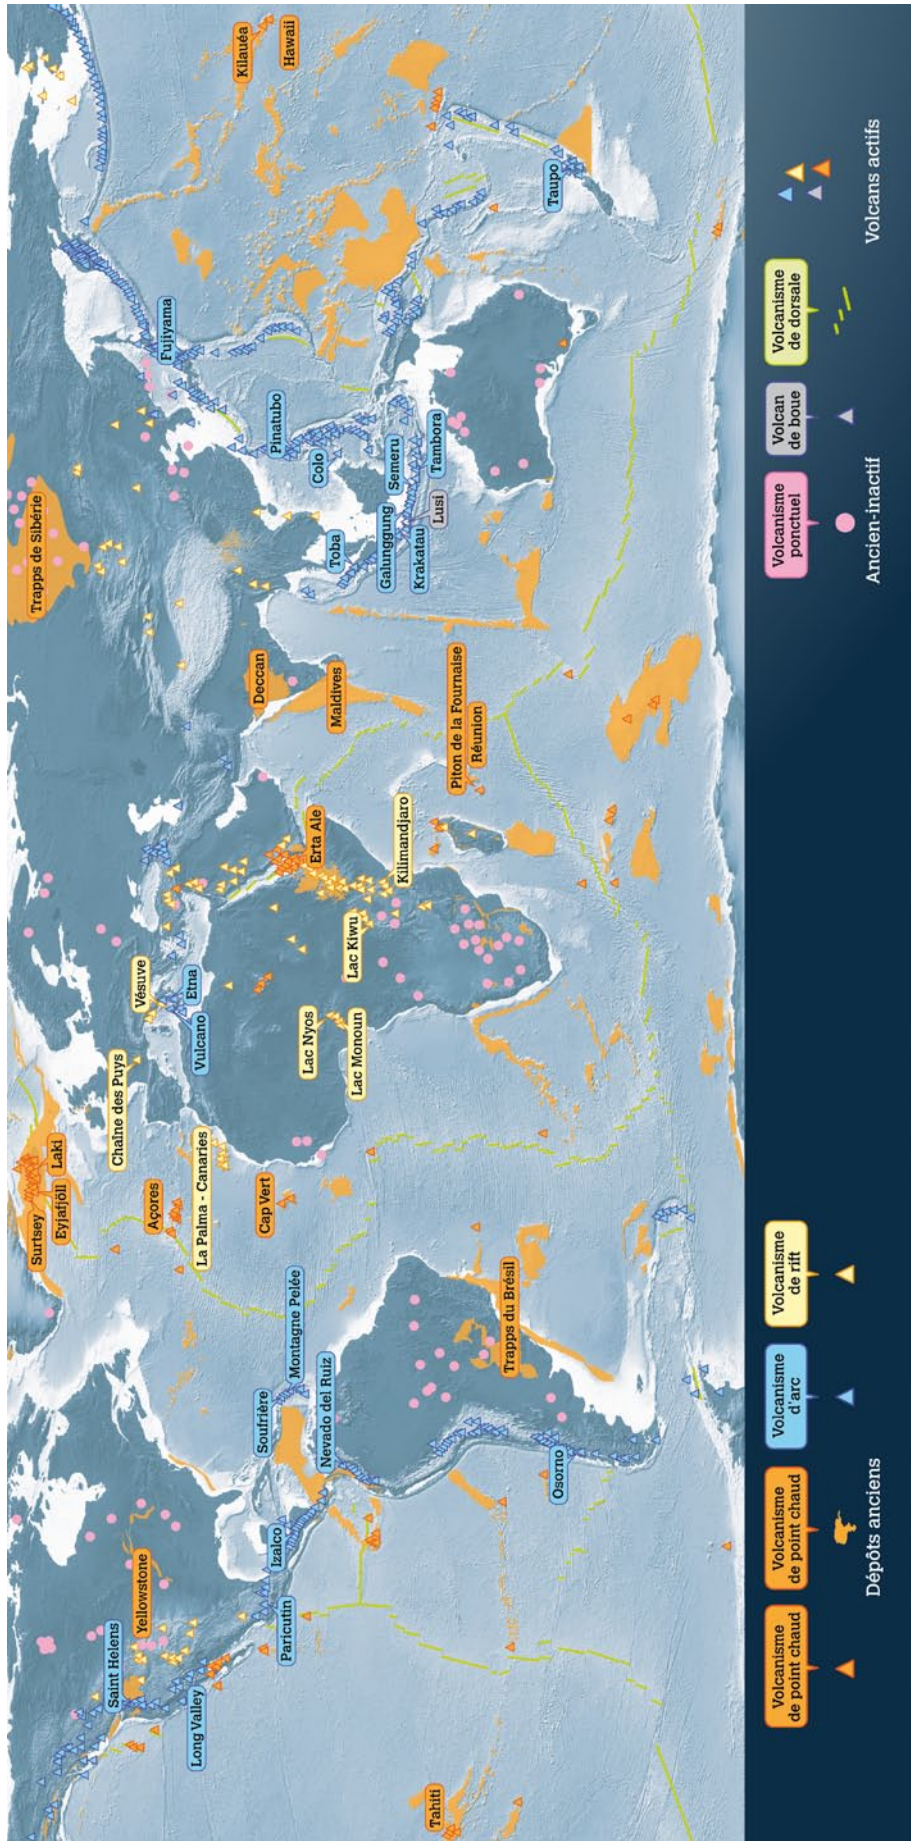 Saint Helens
Yellowstone
Long Valley
Paricutin
Izalco
Soufrière
Montagne Pelée
Nevado del Ruiz
Tahiti
Osorno
Trapps du Brésil
Surtsey
Eyjafjöll
Laki
Açores
La Palma - Canaries
Cap Vert
Chaîne des Puys
Vésuve
Vulcano
Etna
Lac Nyos
Lac Monoun
Lac Kiwu
Erta Ale
Kilimandjaro
Piton de la Fournaise
Réunion
Trapps de Sibérie
Deccan
Maldives
Toba
Galunggung
Krakatau
Lusi
Fujiyama
Pinatubo
Colo
Semeru
Tambora
Kilauéa
Hawaii
Taupo
Volcanisme
de point chaud
Volcanisme
de point chaud
Volcanisme
d'arc
Volcanisme
de rift
Volcanisme
ponctuel
Volcan
de boue
Volcanisme
de dorsale
Dépôts anciens
Ancien-inactif
Volcans actifs